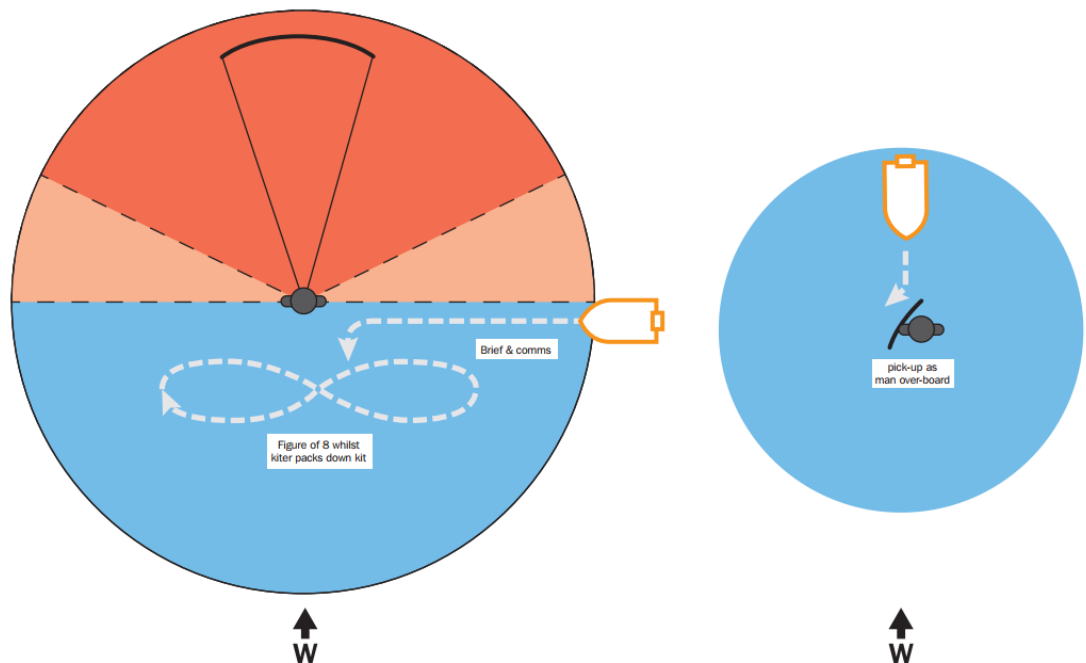 Brief & comms
Figure of 8 whilst
kiter packs down kit
W
pick-up as
man over-board
W